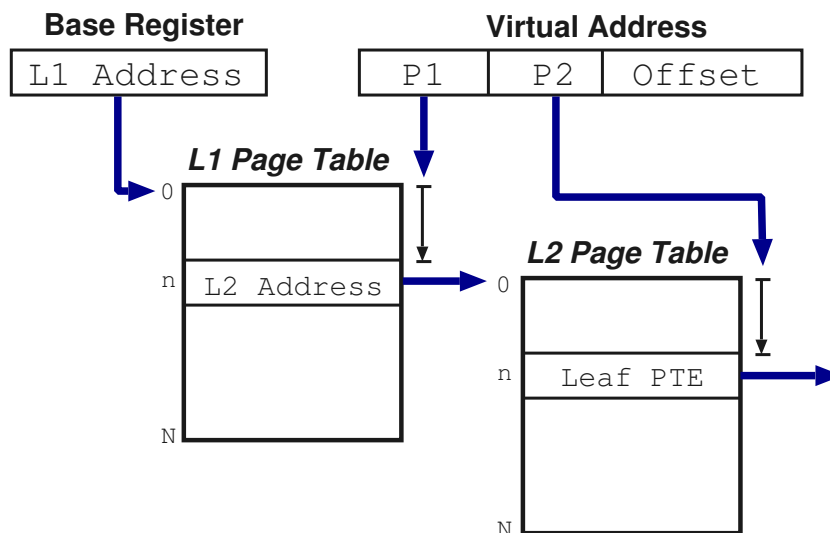 Base Register
Virtual Address
L1 Address
P1 P2 Offset
L1 Page Table
0
L2 Page Table
n L2 Address
0
n Leaf PTE
N
N